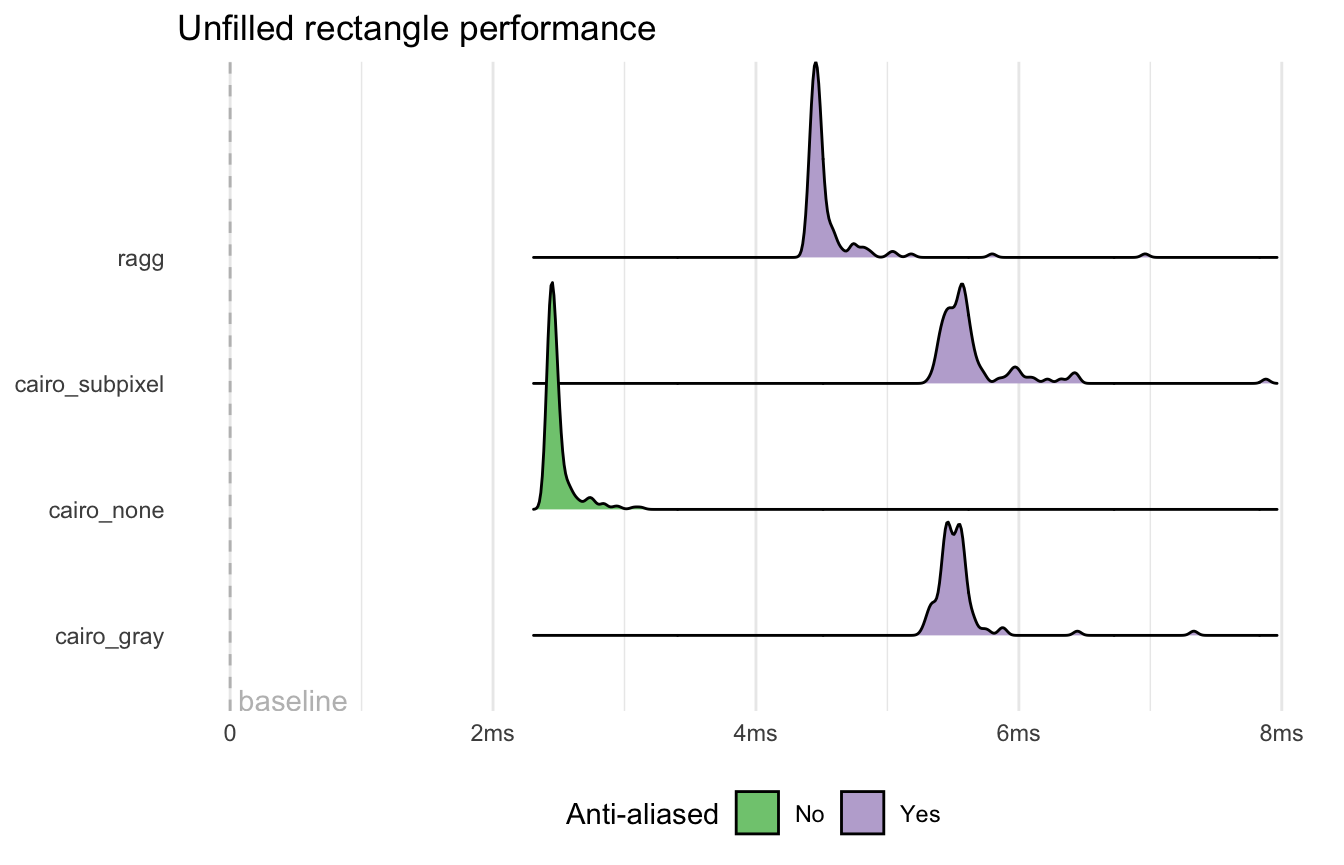 Unfilled rectangle performance
ragg
cairo_subpixel
cairo_none
cairo_gray
baseline
0 2ms 4ms 6ms 8ms
Anti-aliased No Yes